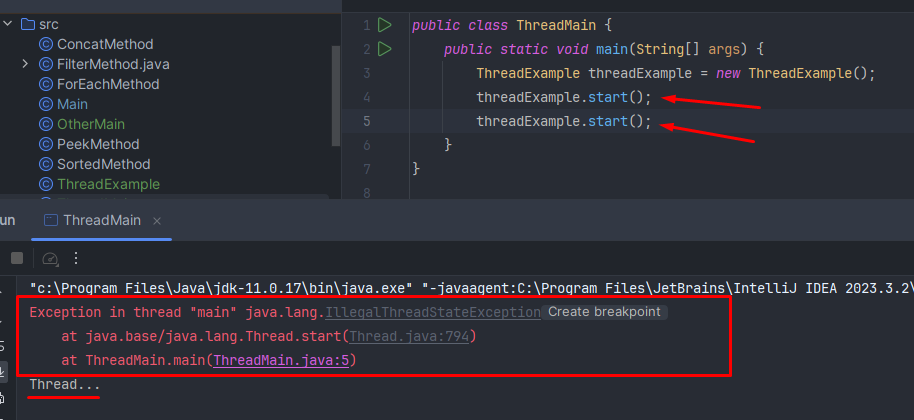 src
ConcatMethod
FilterMethod.java
ForEachMethod
Main
OtherMain
PeekMethod
SortedMethod
ThreadExample
1 public class ThreadMain {
2 public static void main(String[] args) {
3 ThreadExample threadExample = new ThreadExample();
4 threadExample.start();
5 threadExample.start();
6 }
7 }
8
un ThreadMain ×
"c:\Program Files\Java\jdk-11.0.17\bin\java.exe" "-javaagent:C:\Program Files\JetBrains\IntelliJ IDEA 2023.3.2\
Exception in thread "main" java.lang.IllegalThreadStateException Create breakpoint
at java.base/java.lang.Thread.start(Thread.java:794)
at ThreadMain.main(ThreadMain.java:5)
Thread...